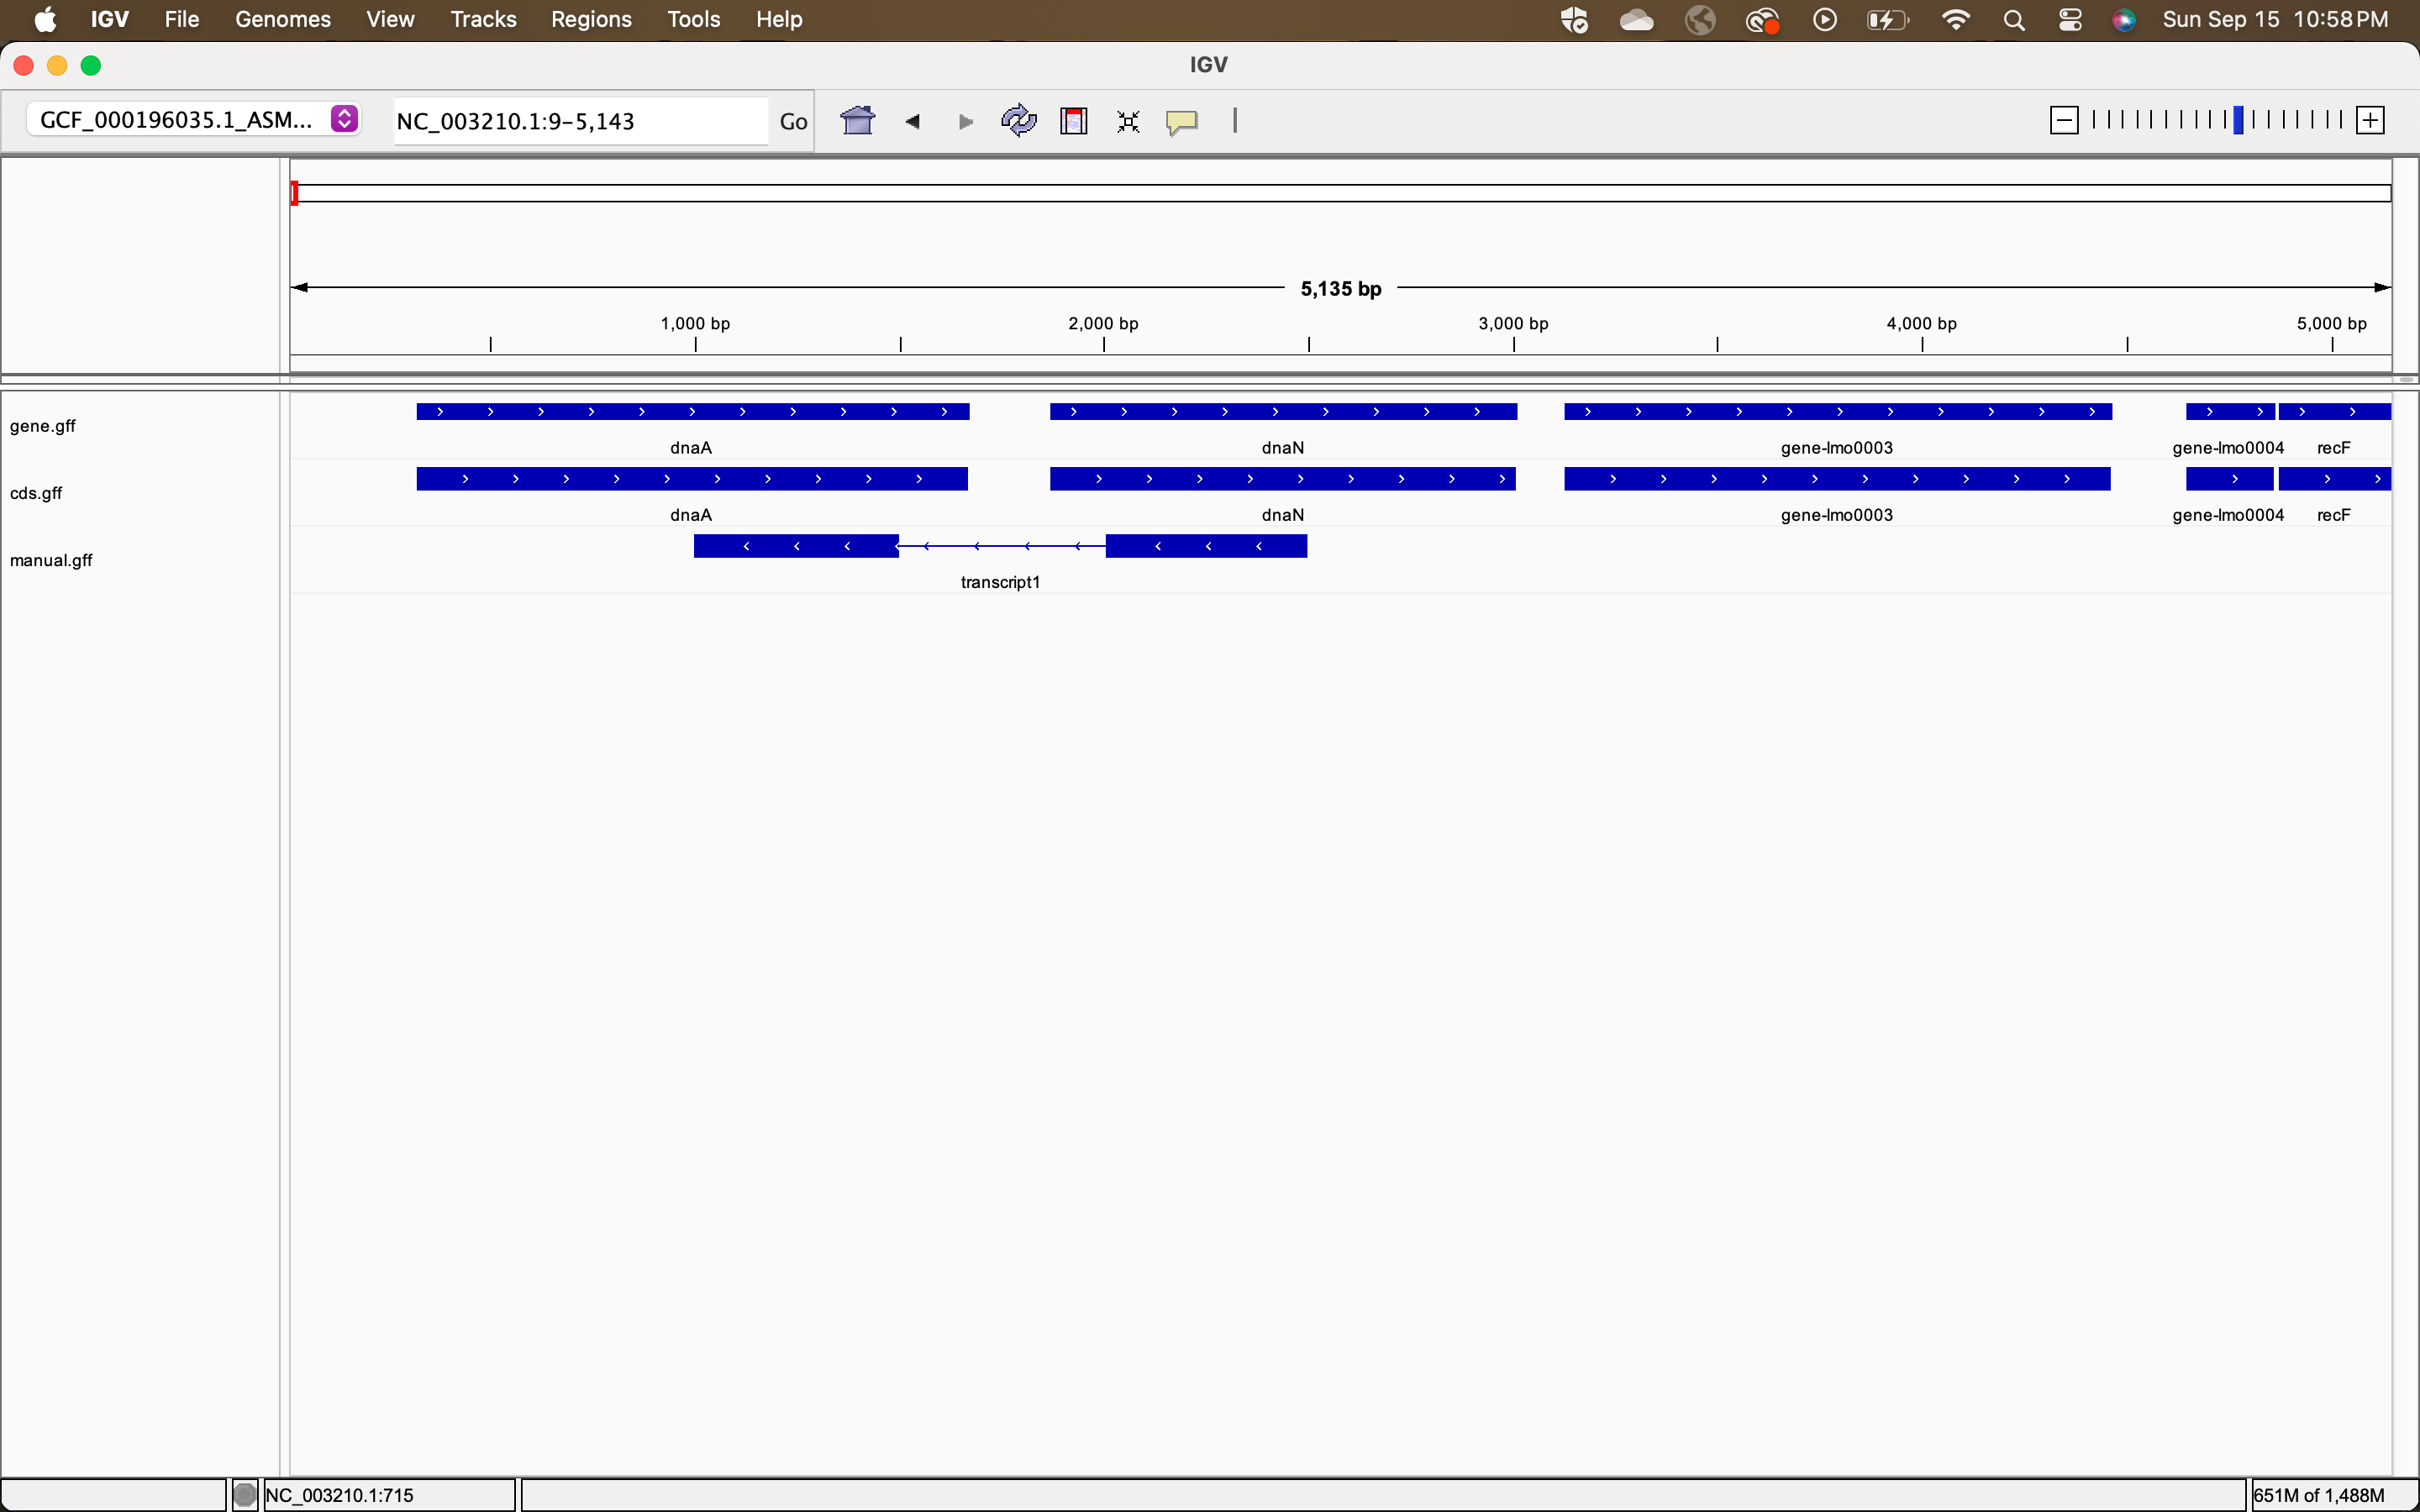 IGV File Genomes View Tracks Regions Tools Help Sun Sep 15 10:58 PM
IGV
GCF_000196035.1_ASM... NC_003210.1:9-5,143 Go
5,135 bp
1,000 bp 2,000 bp 3,000 bp 4,000 bp 5,000 bp
gene.gff
dnaA dnaN gene-lmo0003 gene-lmo0004 recF
cds.gff
dnaA dnaN gene-lmo0003 gene-lmo0004 recF
manual.gff
transcript1
NC_003210.1:715 651M of 1,488M